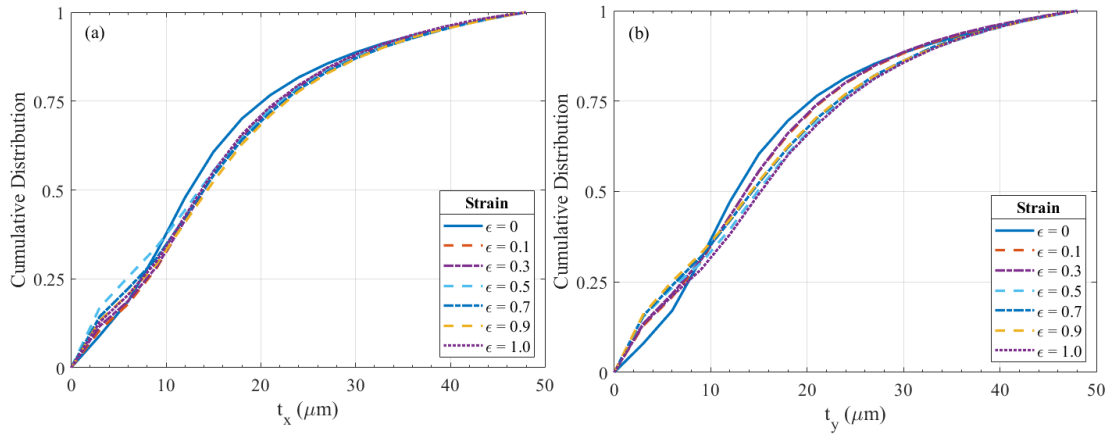 (a)
1
0.75
0.5
0.25
0
Cumulative Distribution
0 10 20 30 40 50
t_x (μm)
Strain
ϵ = 0
ϵ = 0.1
ϵ = 0.3
ϵ = 0.5
ϵ = 0.7
ϵ = 0.9
ϵ = 1.0
(b)
1
0.75
0.5
0.25
0
Cumulative Distribution
0 10 20 30 40 50
t_y (μm)
Strain
ϵ = 0
ϵ = 0.1
ϵ = 0.3
ϵ = 0.5
ϵ = 0.7
ϵ = 0.9
ϵ = 1.0